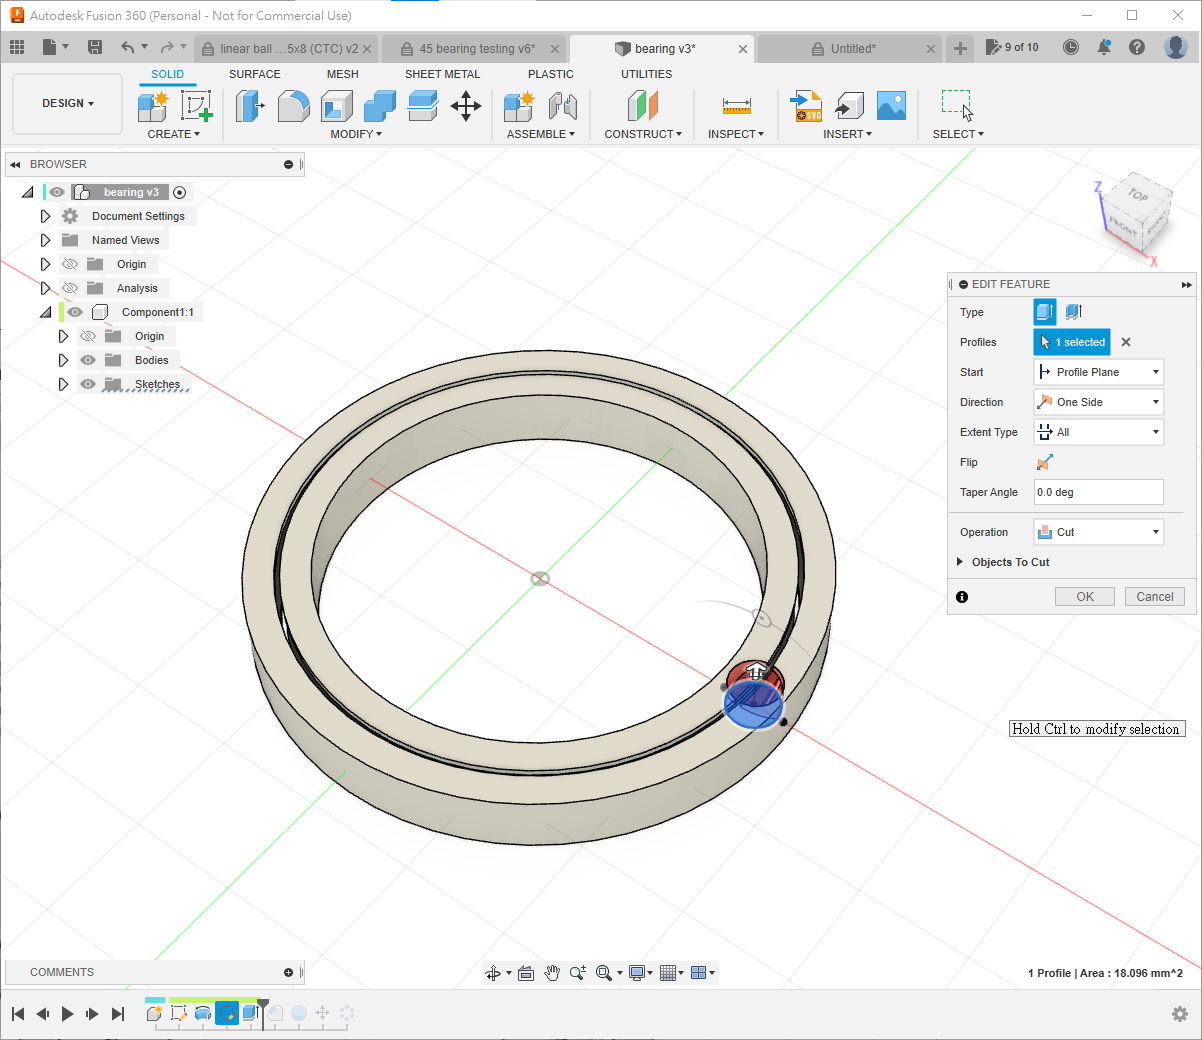 Autodesk Fusion 360 (Personal - Not for Commercial Use)
linear ball ...5x8 (CTC) v2
45 bearing testing v6*
bearing v3*
Untitled*
9 of 10
SOLID
SURFACE
MESH
SHEET METAL
PLASTIC
UTILITIES
DESIGN
CREATE
MODIFY
ASSEMBLE
CONSTRUCT
INSPECT
INSERT
SELECT
BROWSER
bearing v3
Document Settings
Named Views
Origin
Analysis
Component1:1
Origin
Bodies
Sketches
Z
TOP
FRONT
RIGHT
X
EDIT FEATURE
Type
Profiles
1 selected
Start
Profile Plane
Direction
One Side
Extent Type
All
Flip
Taper Angle
0.0 deg
Operation
Cut
Objects To Cut
OK
Cancel
Hold Ctrl to modify selection
COMMENTS
1 Profile | Area : 18.096 mm^2